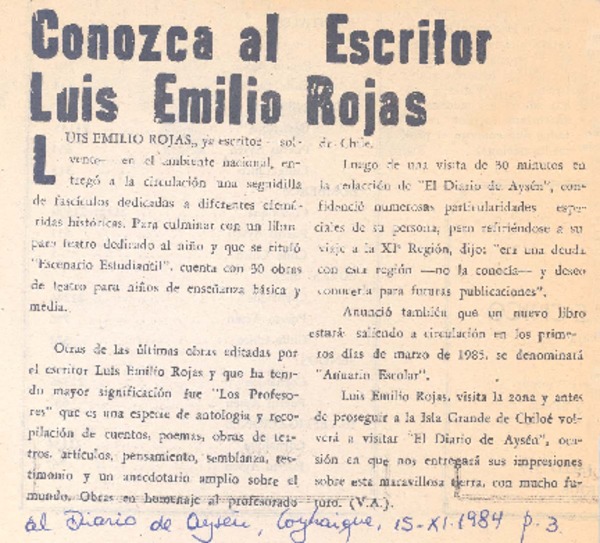 Conozca al Escritor
Luis Emilio Rojas
LUIS EMILIO ROJAS, ya escritor sol-
vente en el ambiente nacional, en-
tregó a la circulación una seguidilla
de fascículos dedicadas a diferentes efemé-
ridas históricas. Para culminar con un libro
para teatro dedicado al niño y que se rituló
"Escenario Estudiantil", cuenta con 30 obras
de teatro para niños de enseñanza básica y
media.
Otras de las últimas obras editadas por
el escritor Luis Emilio Rojas y que ha teni-
do mayor significación fue "Los Profeso-
res" que es una especie de antología y reco-
pilación de cuentos, poemas, obras de tea-
tros, artículos, pensamiento, semblanza, tes-
timonio y un anecdotario amplio sobre el
mundo. Obras en homenaje al profesorado
de Chile.
Luego de una visita de 30 minutos en
la redacción de "El Diario de Aysén", con-
fidenció numerosas particularidades espe-
ciales de su persona, pero refiriéndose a su
viaje a la XIª Región, dijo: "era una deuda
con esta región —no la conocía— y deseo
conocerla para futuras publicaciones".
Anunció también que un nuevo libro
estará saliendo a circulación en los prime-
ros días de marzo de 1985, se denominará
"Anuario Escolar".
Luis Emilio Rojas, visita la zona y antes
de proseguir a la Isla Grande de Chiloé vol-
verá a visitar "El Diario de Aysén", oca-
sión en que nos entregará sus impresiones
sobre esta maravillosa tierra, con mucho fu-
turo. (V.A.).
el Diario de Aysén, Coyhaique, 15-XI.1984 p. 3.